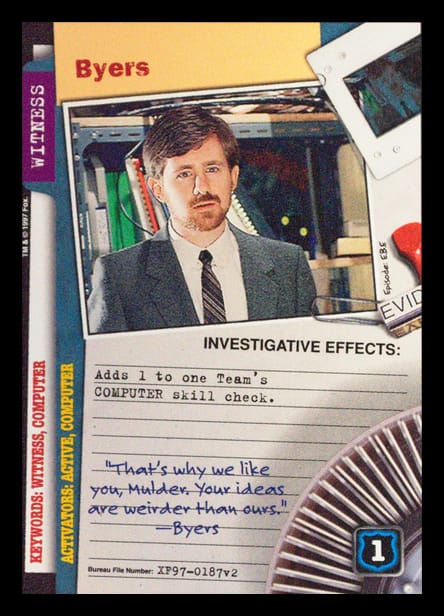 Byers
WITNESS
TM & © 1997 Fox.
Episode: EBE
EVID
INVESTIGATIVE EFFECTS:
Adds 1 to one Team's
COMPUTER skill check.
KEYWORDS: WITNESS, COMPUTER
ACTIVATORS: ACTIVE, COMPUTER
"That's why we like
you, Mulder. Your ideas
are weirder than ours."
—Byers
1
Bureau File Number: XF97-0187v2